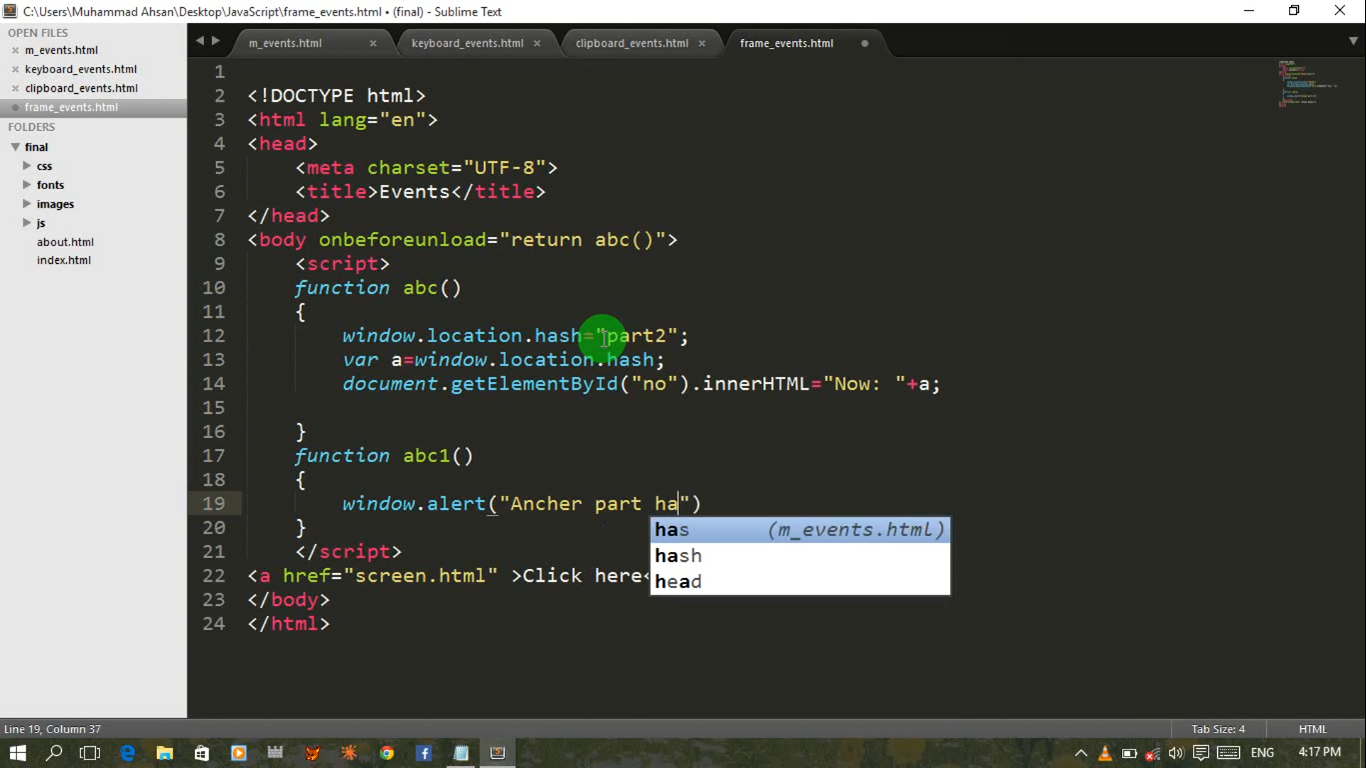 C:\Users\Muhammad Ahsan\Desktop\JavaScript\frame_events.html • (final) - Sublime Text
OPEN FILES
m_events.html
keyboard_events.html
clipboard_events.html
frame_events.html
FOLDERS
final
css
fonts
images
js
about.html
index.html
m_events.html
keyboard_events.html
clipboard_events.html
frame_events.html
1
2 <!DOCTYPE html>
3 <html lang="en">
4 <head>
5 <meta charset="UTF-8">
6 <title>Events</title>
7 </head>
8 <body onbeforeunload="return abc()">
9 <script>
10 function abc()
11 {
12 window.location.hash="part2";
13 var a=window.location.hash;
14 document.getElementById("no").innerHTML="Now: "+a;
15
16 }
17 function abc1()
18 {
19 window.alert("Ancher part ha")
20 }
21 </script>
22 <a href="screen.html" >Click here<
23 </body>
24 </html>
has (m_events.html)
hash
head
Line 19, Column 37
Tab Size: 4
HTML
ENG
4:17 PM